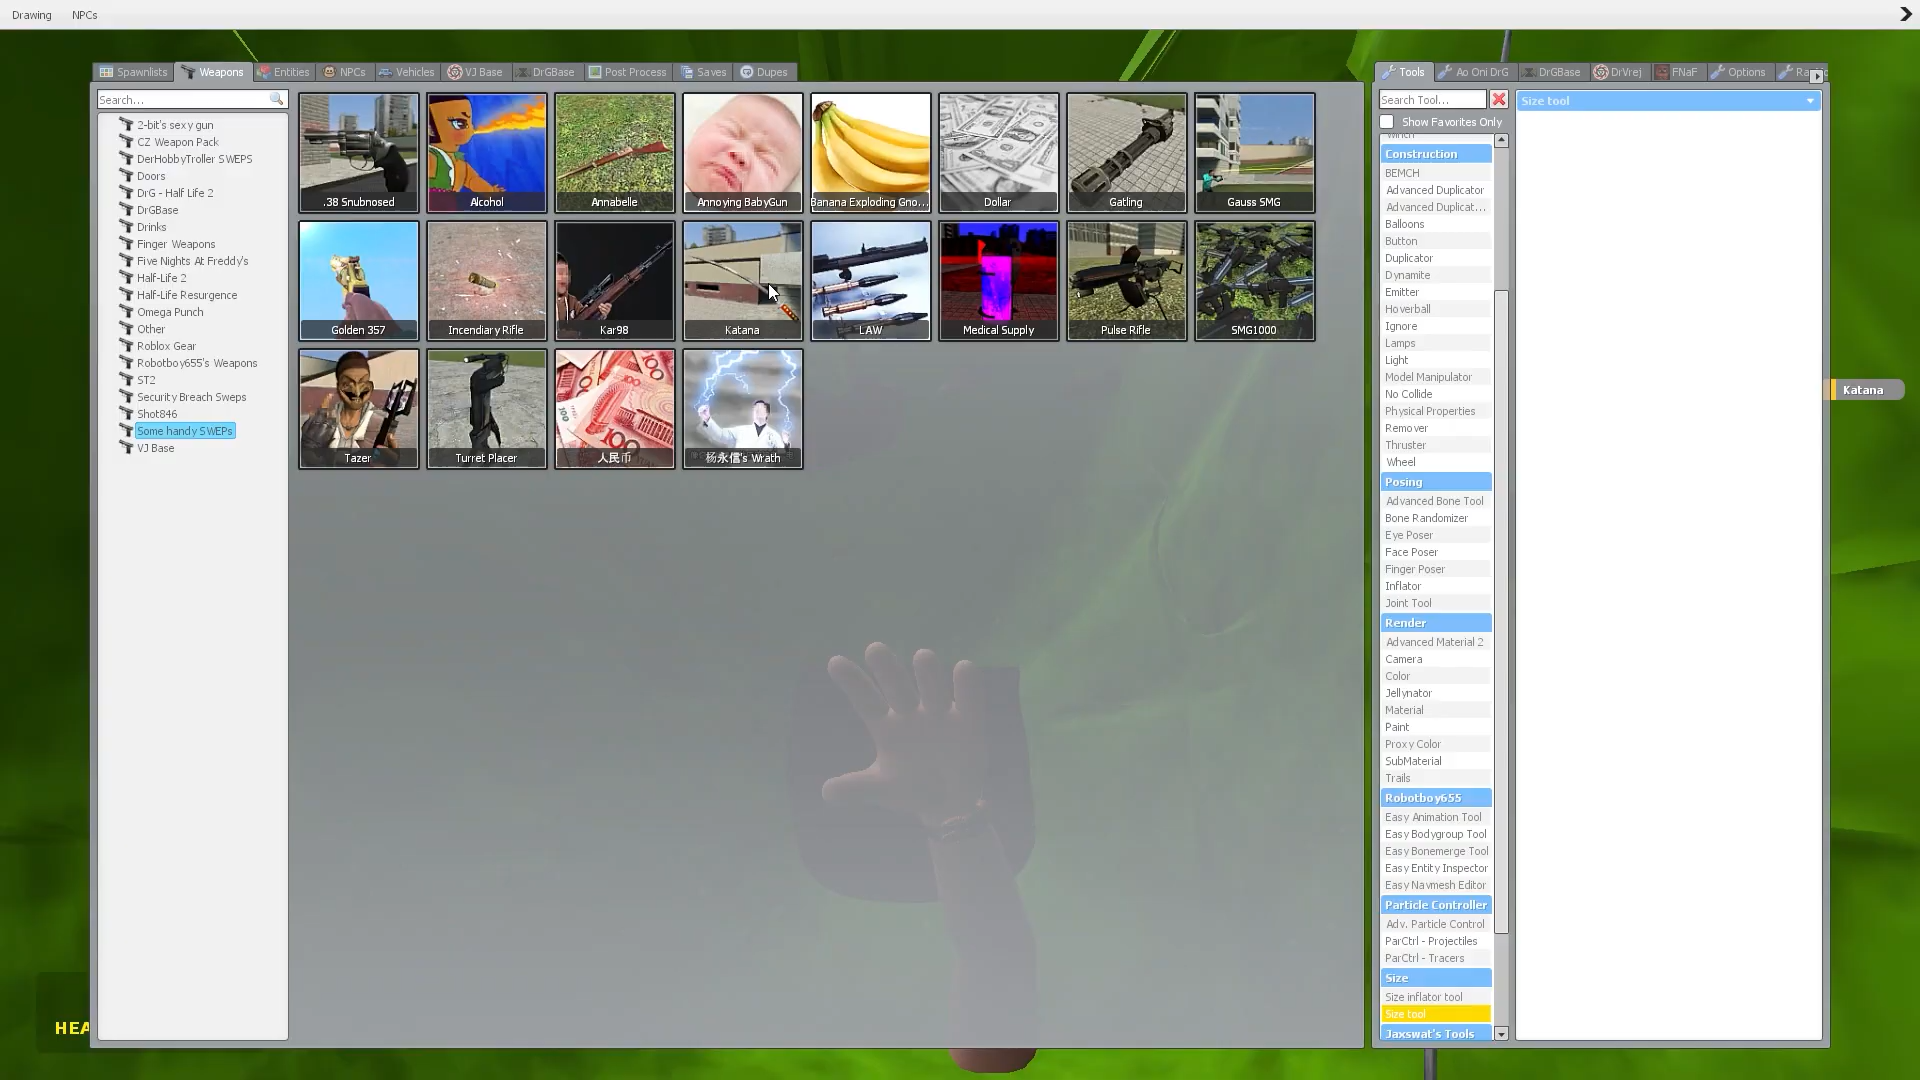 Drawing NPCs
Spawnlists Weapons Entities NPCs Vehicles VJ Base DrGBase Post Process Saves Dupes
Search...
2-bit's sexy gun
CZ Weapon Pack
DerHobbyTroller SWEPS
Doors
DrG - Half Life 2
DrGBase
Drinks
Finger Weapons
Five Nights At Freddy's
Half-Life 2
Half-Life Resurgence
Omega Punch
Other
Roblox Gear
Robotboy655's Weapons
ST2
Security Breach Sweps
Shot846
Some handy SWEPs
VJ Base
.38 Snubnosed
Alcohol
Annabelle
Annoying BabyGun
Banana Exploding Gno...
Dollar
Gatling
Gauss SMG
Golden 357
Incendiary Rifle
Kar98
Katana
LAW
Medical Supply
Pulse Rifle
SMG1000
Tazer
Turret Placer
人民币
杨永信's Wrath
HEA
Tools Ao Oni DrG DrGBase DrVrej FNaF Options
Search Tool...
Show Favorites Only
Winch
Construction
BEMCH
Advanced Duplicator
Advanced Duplicat...
Balloons
Button
Duplicator
Dynamite
Emitter
Hoverball
Ignore
Lamps
Light
Model Manipulator
No Collide
Physical Properties
Remover
Thruster
Wheel
Posing
Advanced Bone Tool
Bone Randomizer
Eye Poser
Face Poser
Finger Poser
Inflator
Joint Tool
Render
Advanced Material 2
Camera
Color
Jellynator
Material
Paint
Proxy Color
SubMaterial
Trails
Robotboy655
Easy Animation Tool
Easy Bodygroup Tool
Easy Bonemerge Tool
Easy Entity Inspector
Easy Navmesh Editor
Particle Controller
Adv. Particle Control
ParCtrl - Projectiles
ParCtrl - Tracers
Size
Size inflator tool
Size tool
Jaxswat's Tools
Size tool
Katana